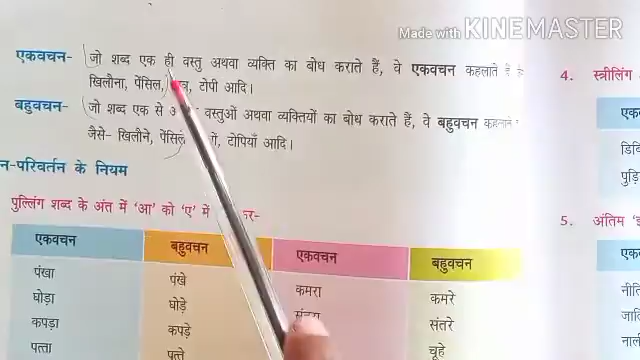 Made with KINEMASTER
एकवचन- जो शब्द एक ही वस्तु अथवा व्यक्ति का बोध कराते हैं, वे एकवचन कहलाते हैं
खिलौना, पेंसिल, टोपी आदि।
बहुवचन- जो शब्द एक से वस्तुओं अथवा व्यक्तियों का बोध कराते हैं, वे बहुवचन कहलाते
जैसे- खिलौने, टोपियाँ आदि।
न-परिवर्तन के नियम
पुल्लिंग शब्द के अंत में 'आ' को 'ए' में कर-
एकवचन बहुवचन एकवचन बहुवचन
पंखा पंखे कमरा कमरे
घोड़ा घोड़े संतरे
कपड़ा कपड़े चूहे
पत्ता पत्ते
4. स्त्रीलिंग
एक
डिबि
पुड़ि
5. अंतिम
एक
नीति
जाति